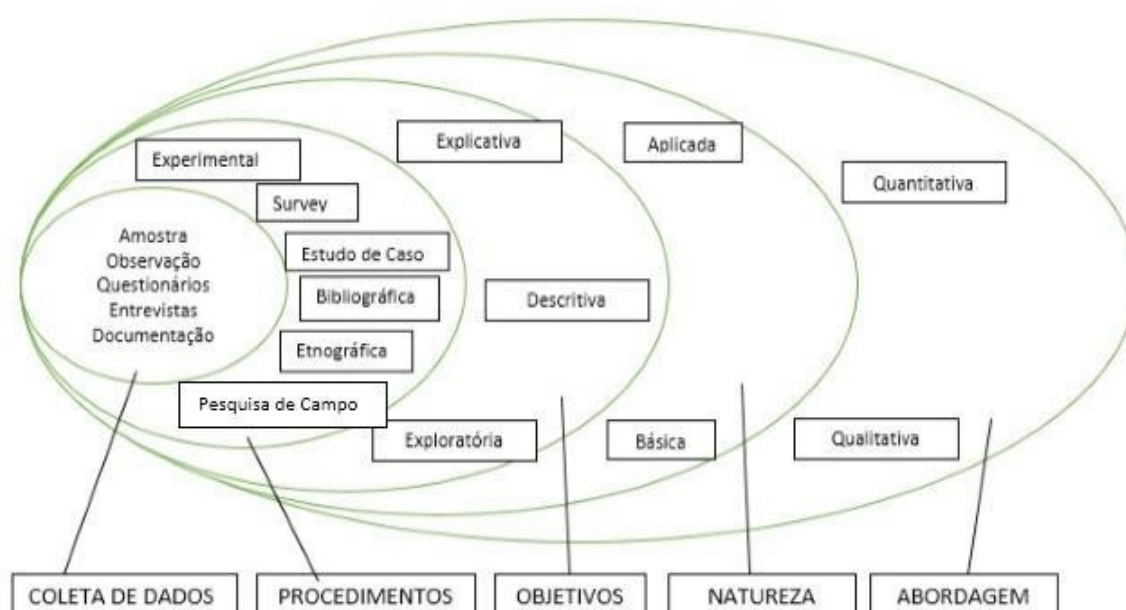 Explicativa
Aplicada
Experimental
Quantitativa
Survey
Amostra
Observação
Questionários
Entrevistas
Documentação
Estudo de Caso
Bibliográfica
Descritiva
Etnográfica
Pesquisa de Campo
Exploratória
Básica
Qualitativa
COLETA DE DADOS
PROCEDIMENTOS
OBJETIVOS
NATUREZA
ABORDAGEM